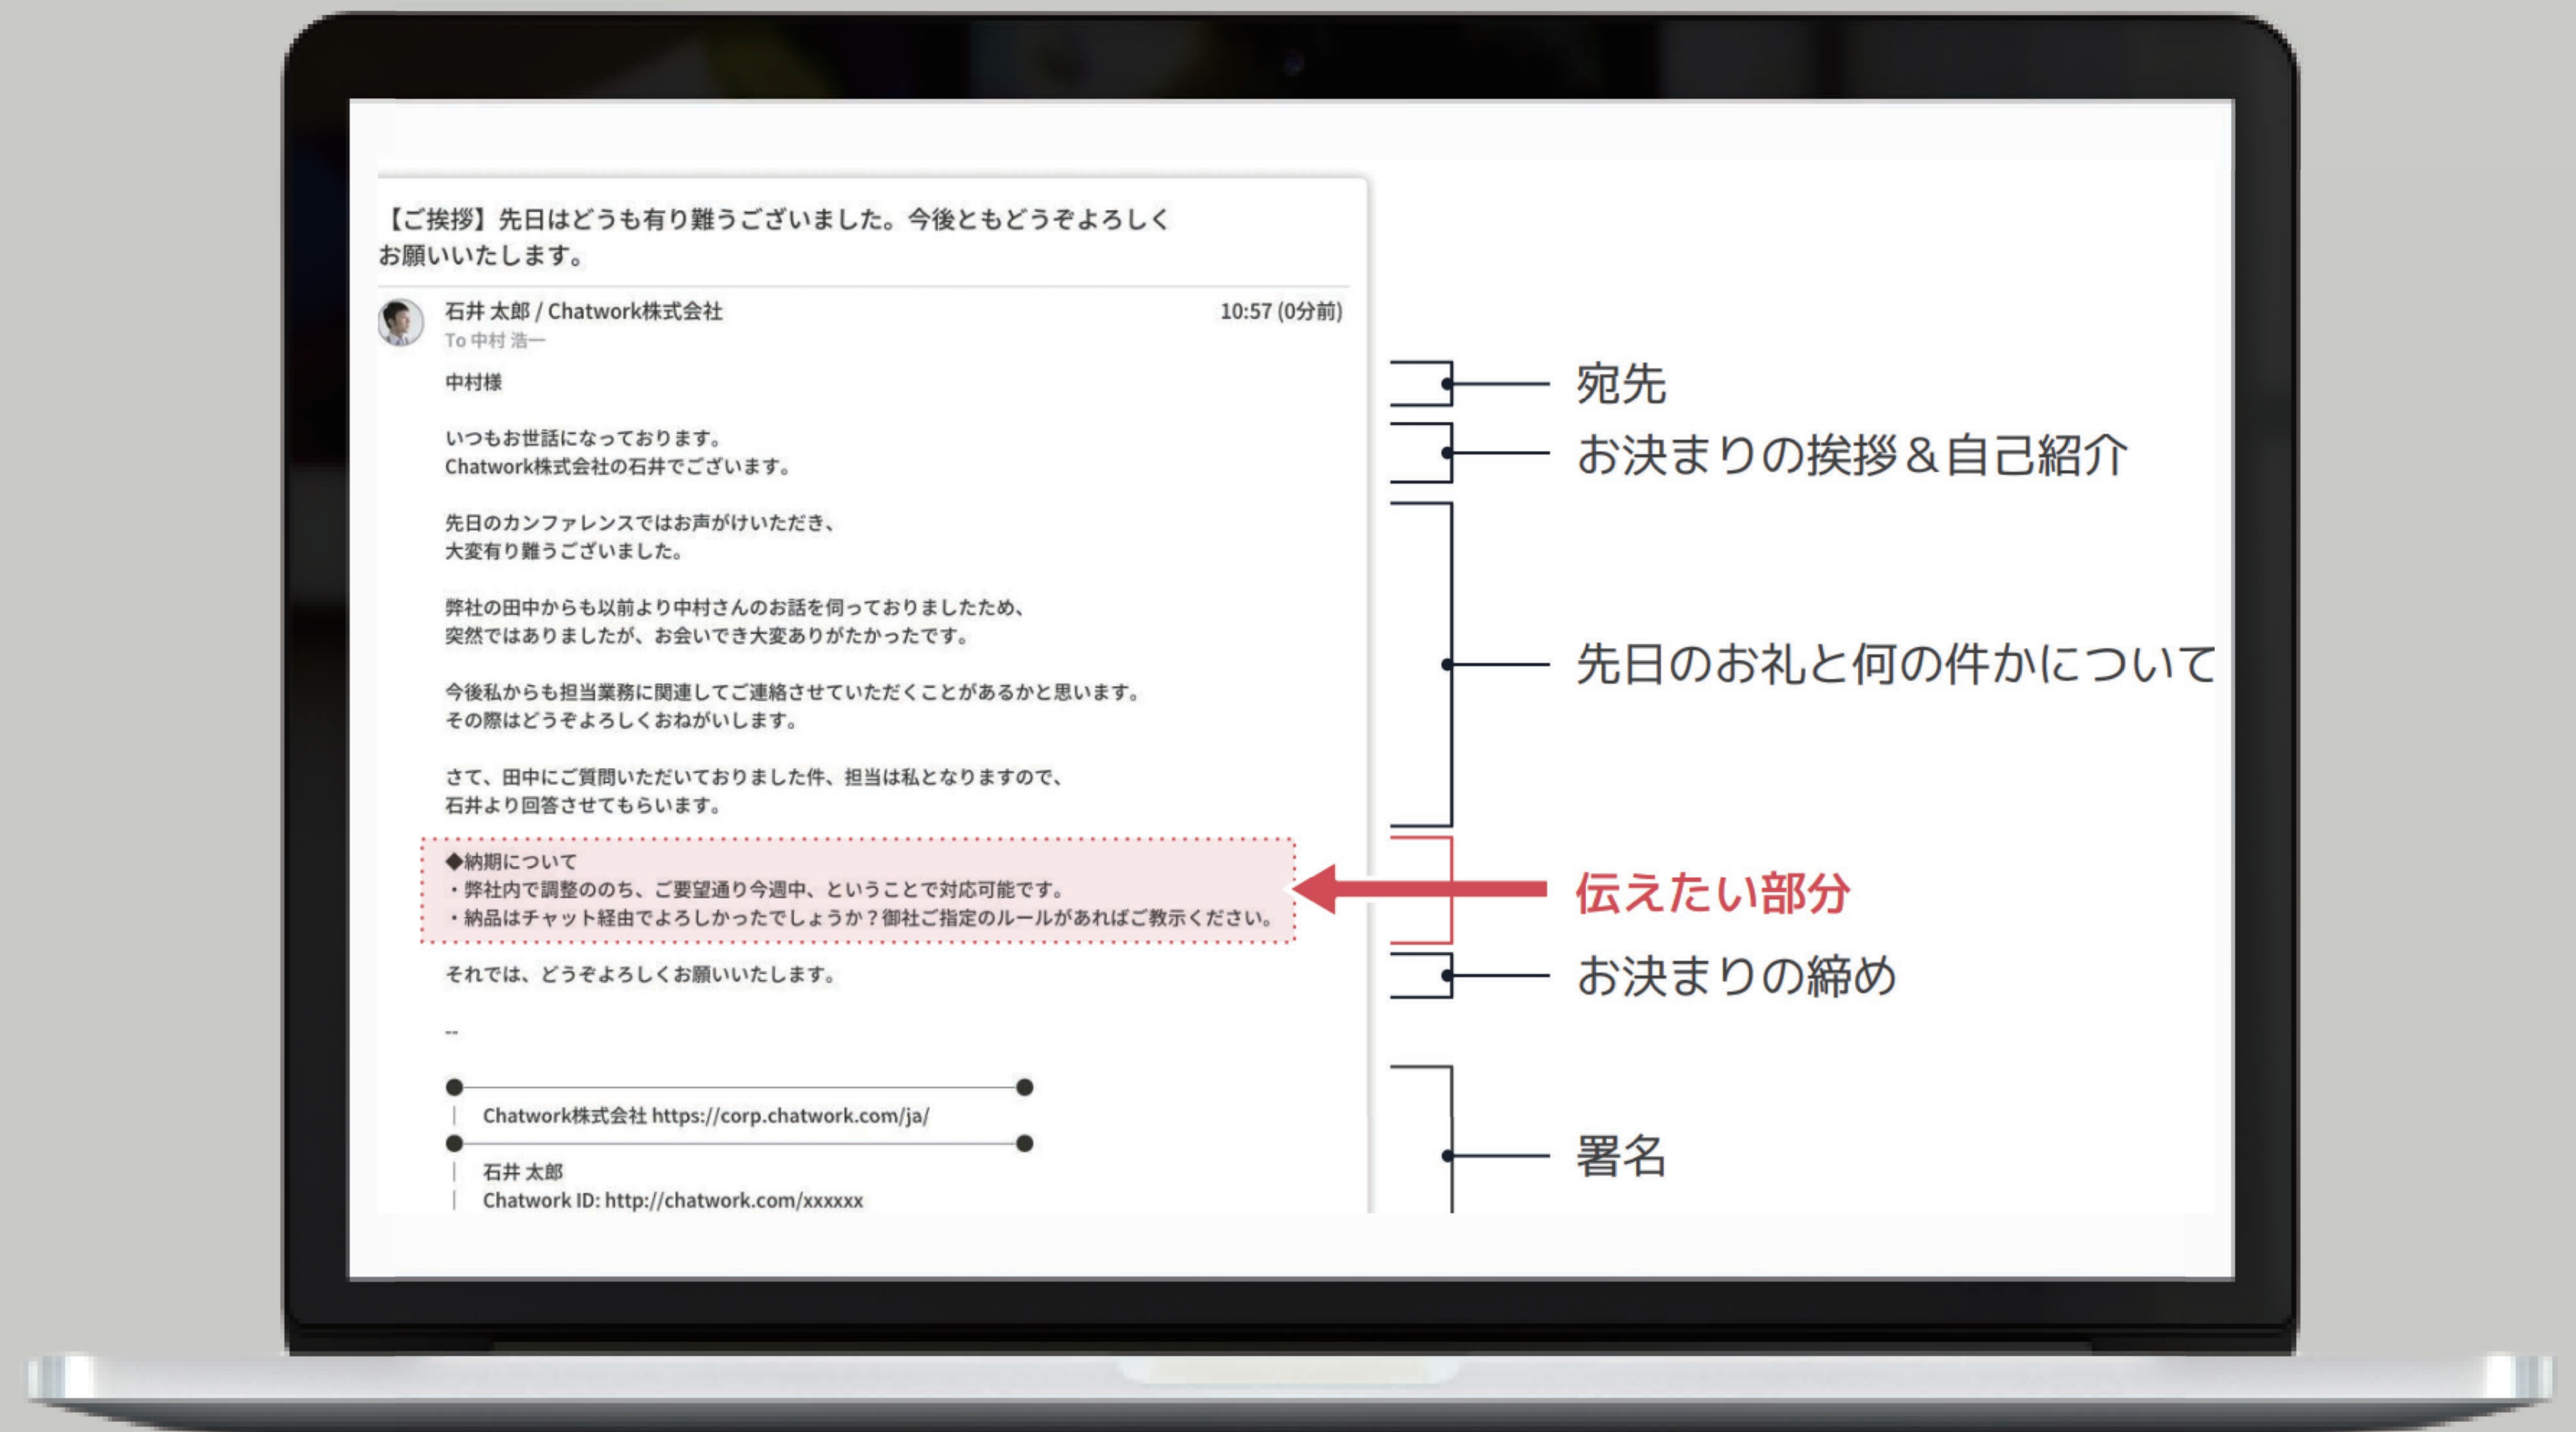 【ご挨拶】先日はどうも有り難うございました。今後ともどうぞよろしく
お願いいたします。
石井 太郎 / Chatwork株式会社
10:57 (0分前)
To 中村 浩一
中村様
いつもお世話になっております。
Chatwork株式会社の石井でございます。
先日のカンファレンスではお声がけいただき、
大変有り難うございました。
弊社の田中からも以前より中村さんのお話を伺っておりましたため、
突然ではありましたが、お会いでき大変ありがたかったです。
今後私からも担当業務に関連してご連絡させていただくことがあるかと思います。
その際はどうぞよろしくおねがいします。
さて、田中にご質問いただいておりました件、担当は私となりますので、
石井より回答させてもらいます。
◆納期について
・弊社内で調整ののち、ご要望通り今週中、ということで対応可能です。
・納品はチャット経由でよろしかったでしょうか？御社ご指定のルールがあればご教示ください。
それでは、どうぞよろしくお願いいたします。
--
Chatwork株式会社 https://corp.chatwork.com/ja/
石井 太郎
Chatwork ID: http://chatwork.com/xxxxxx
宛先
お決まりの挨拶＆自己紹介
先日のお礼と何の件かについて
伝えたい部分
お決まりの締め
署名